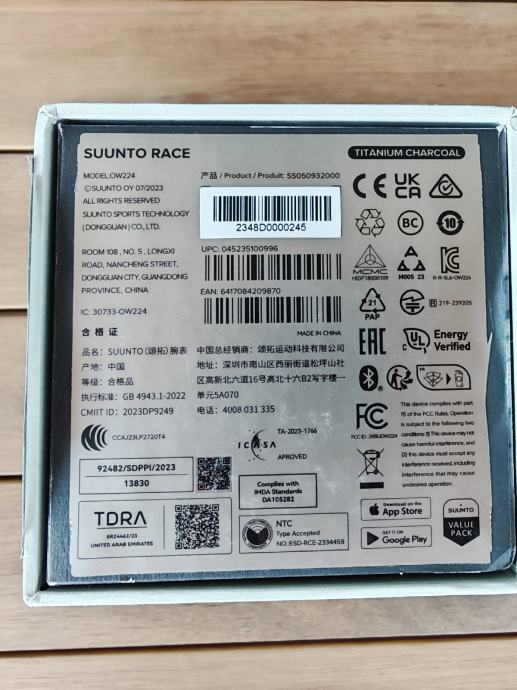 SUUNTO RACE
TITANIUM CHARCOAL
MODEL:OW224
©SUUNTO OY 07/2023
ALL RIGHTS RESERVED
SUUNTO SPORTS TECHNOLOGY
(DONGGUAN) CO., LTD.
ROOM 108 , NO. 5 , LONGXI
ROAD, NANCHENG STREET,
DONGGUAN CITY, GUANGDONG
PROVINCE, CHINA
IC: 30733-OW224
产品 / Product / Produit: SS050932000
2348D0000245
UPC: 045235100996
EAN: 6417084209870
MADE IN CHINA
合格证
品名: SUUNTO (颂拓)腕表
产地: 中国
等级: 合格品
执行标准: GB 4943.1-2022
CMIIT ID: 2023DP9249
中国总经销商: 颂拓运动科技有限公司
地址: 深圳市南山区西丽街道松坪山社
区高新北六道16号高北十六B2写字楼一
单元5A070
电话: 4008 031 335
CCAJ23LP2720T4
ICASA
TA-2023-1766
APPROVED
92482/SDPPI/2023
13830
Complies with
IMDA Standards
DA105282
TDRA
ER24462/23
UNITED ARAB EMIRATES
NTC
Type Accepted
NO.:ESD-RCE-2334459
CE
UK
CA
BC
10
MCMC
HIDF18000109
И005 23
R-R-SL6-OW224
21
PAP
R 219-239205
EAC
UL
Energy
Verified
FC
FCC ID: 2BBUDOW224
This device complies with part
15 of the FCC Rules. Operation
is subject to the following two
conditions: (1) This device may not
cause harmful interference, and
(2) this device must accept any
interference received, including
interference that may cause
undesired operation.
Download on the
App Store
GET IT ON
Google Play
SUUNTO
VALUE
PACK